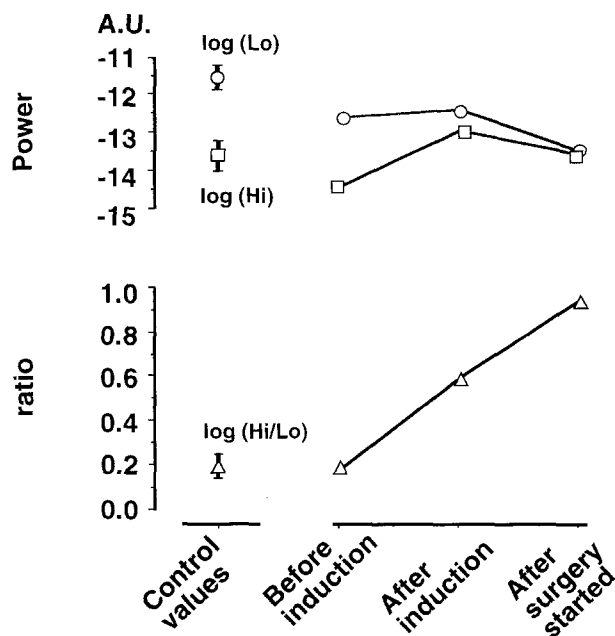 A.U.
-11
-12
-13
-14
-15
Power
log (Lo)
log (Hi)
1.0
0.8
0.6
0.4
0.2
0.0
ratio
log (Hi/Lo)
Control
values
Before
induction
After
induction
After
surgery
started